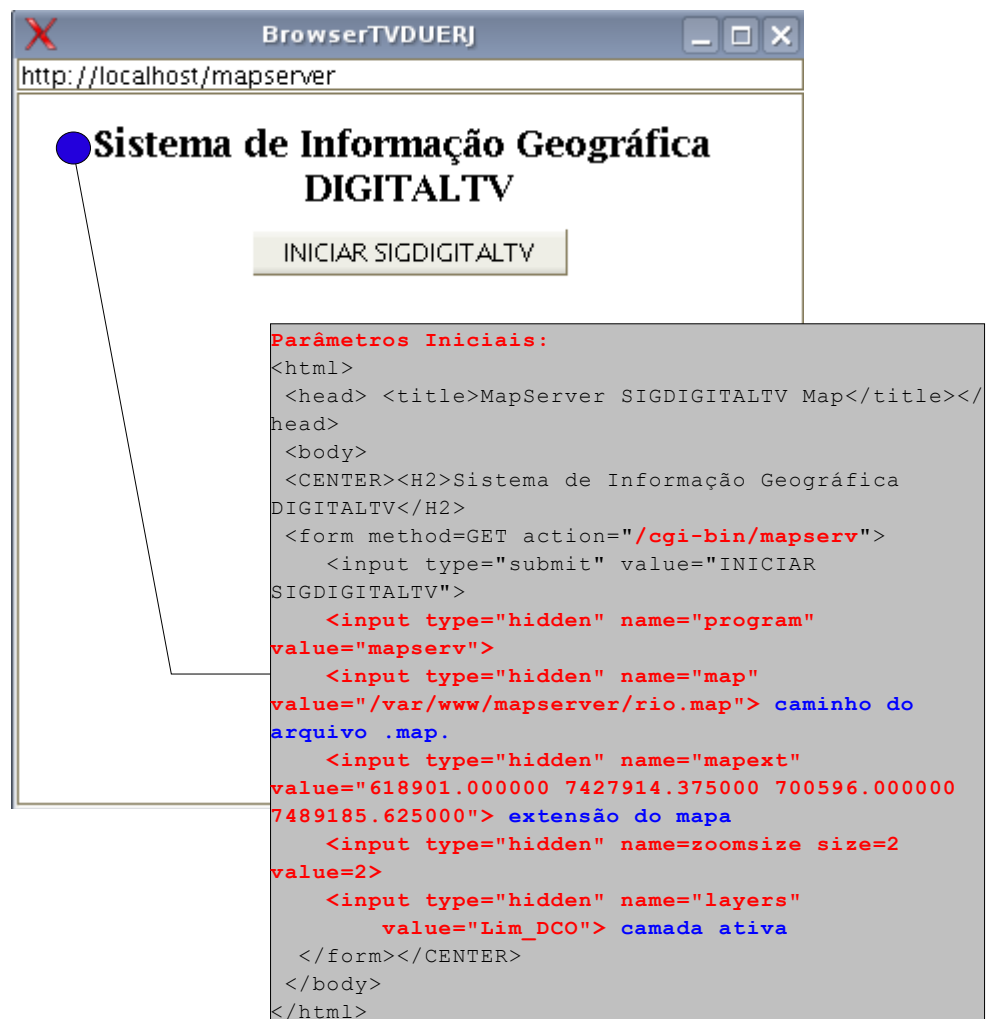 BrowserTVDUERJ
http://localhost/mapserver
Sistema de Informação Geográfica
DIGITALTV
INICIAR SIGDIGITALTV
Parâmetros Iniciais:
<html>
<head> <title>MapServer SIGDIGITALTV Map</title></
head>
<body>
<CENTER><H2>Sistema de Informação Geográfica
DIGITALTV</H2>
<form method=GET action="/cgi-bin/mapserv">
<input type="submit" value="INICIAR
SIGDIGITALTV">
<input type="hidden" name="program"
value="mapserv">
<input type="hidden" name="map"
value="/var/www/mapserver/rio.map"> caminho do
arquivo .map.
<input type="hidden" name="mapext"
value="618901.000000 7427914.375000 700596.000000
7489185.625000"> extensão do mapa
<input type="hidden" name=zoomsize size=2
value=2>
<input type="hidden" name="layers"
value="Lim_DCO"> camada ativa
</form></CENTER>
</body>
</html>